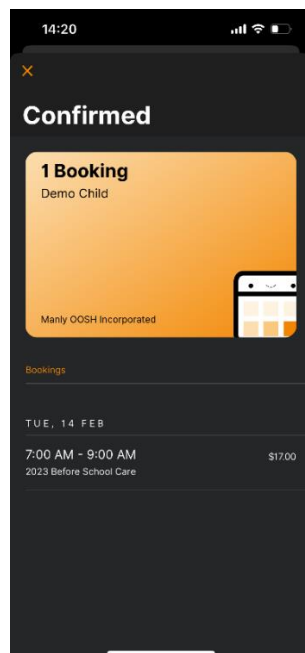 14:20
Confirmed
1 Booking
Demo Child
Manly OOSH Incorporated
Bookings
TUE, 14 FEB
7:00 AM - 9:00 AM $17.00
2023 Before School Care